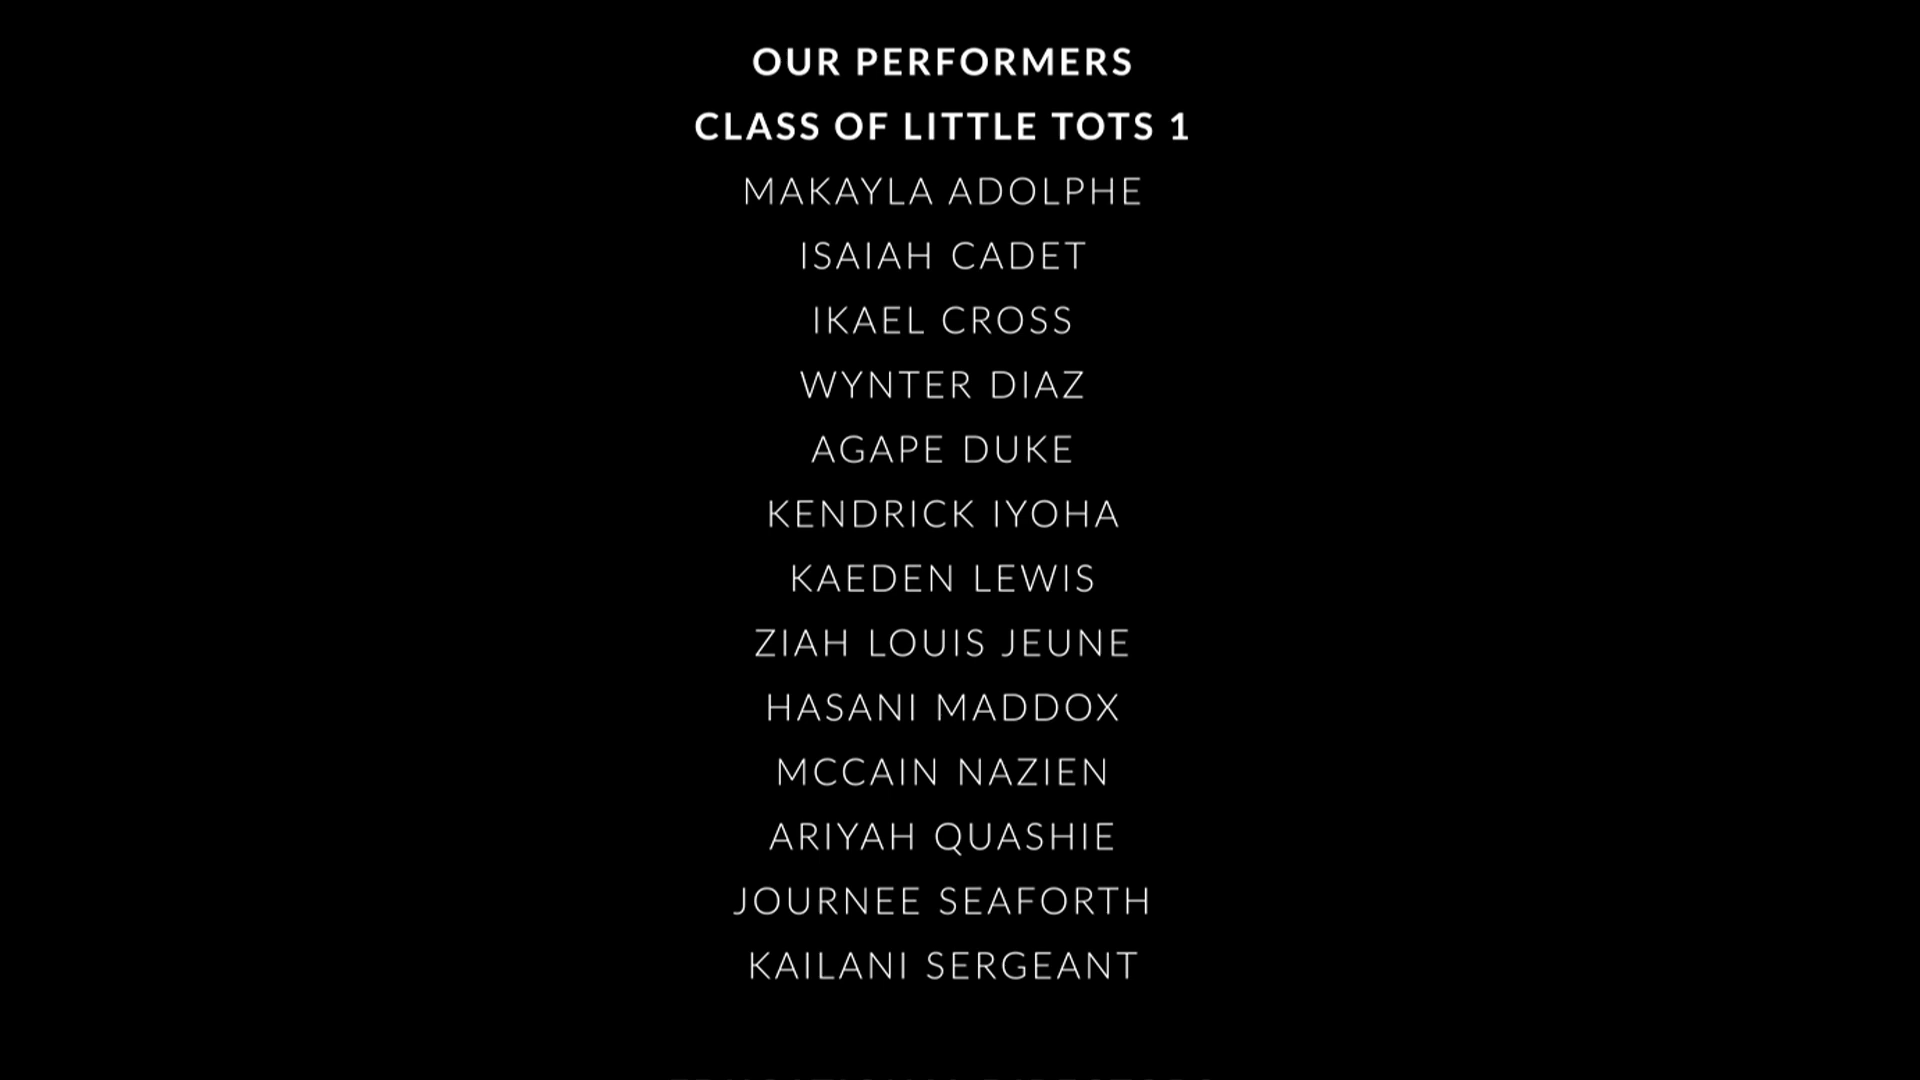 OUR PERFORMERS
CLASS OF LITTLE TOTS 1
MAKAYLA ADOLPHE
ISAIAH CADET
IKAEL CROSS
WYNTER DIAZ
AGAPE DUKE
KENDRICK IYOHA
KAEDEN LEWIS
ZIAH LOUIS JEUNE
HASANI MADDOX
MCCAIN NAZIEN
ARIYAH QUASHIE
JOURNEE SEAFORTH
KAILANI SERGEANT